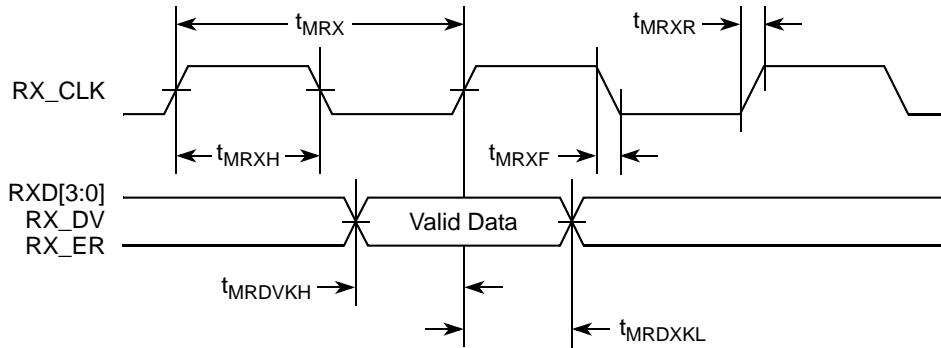 tMRX
tMRXR
RX_CLK
tMRXH
tMRXF
RXD[3:0]
RX_DV
Valid Data
RX_ER
tMRDVKH
tMRDXKL